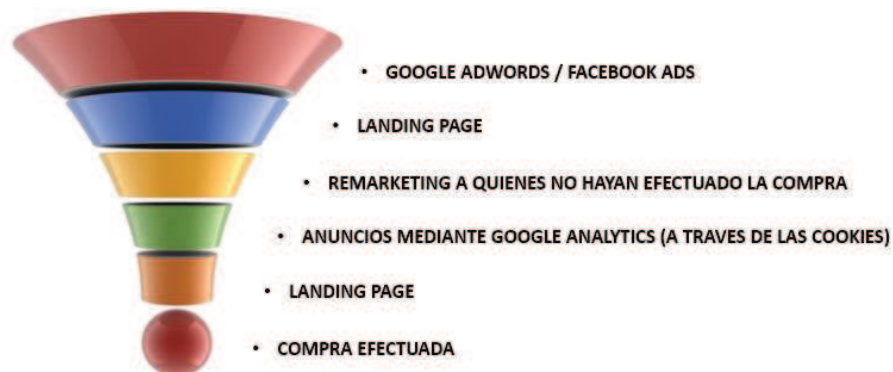 • GOOGLE ADWORDS / FACEBOOK ADS
• LANDING PAGE
• REMARKETING A QUIENES NO HAYAN EFECTUADO LA COMPRA
• ANUNCIOS MEDIANTE GOOGLE ANALYTICS (A TRAVES DE LAS COOKIES)
• LANDING PAGE
• COMPRA EFECTUADA